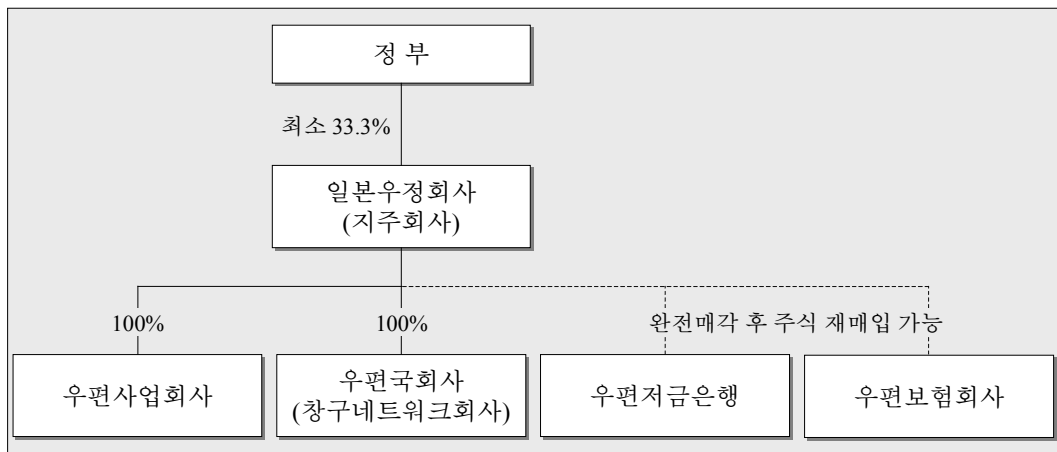 정 부
최소 33.3%
일본우정회사
(지주회사)
100%
100%
완전매각 후 주식 재매입 가능
우편사업회사
우편국회사
(창구네트워크회사)
우편저금은행
우편보험회사